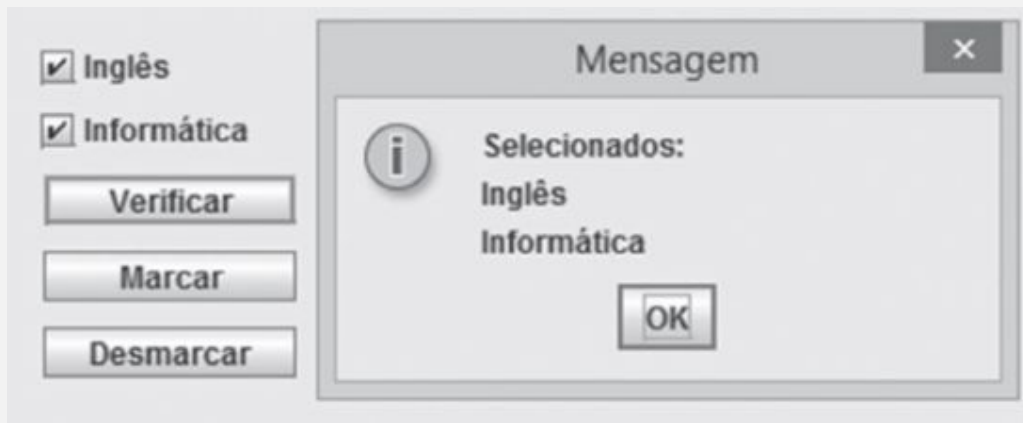 Inglês
Informática
Verificar
Marcar
Desmarcar
Mensagem
Selecionados:
Inglês
Informática
OK